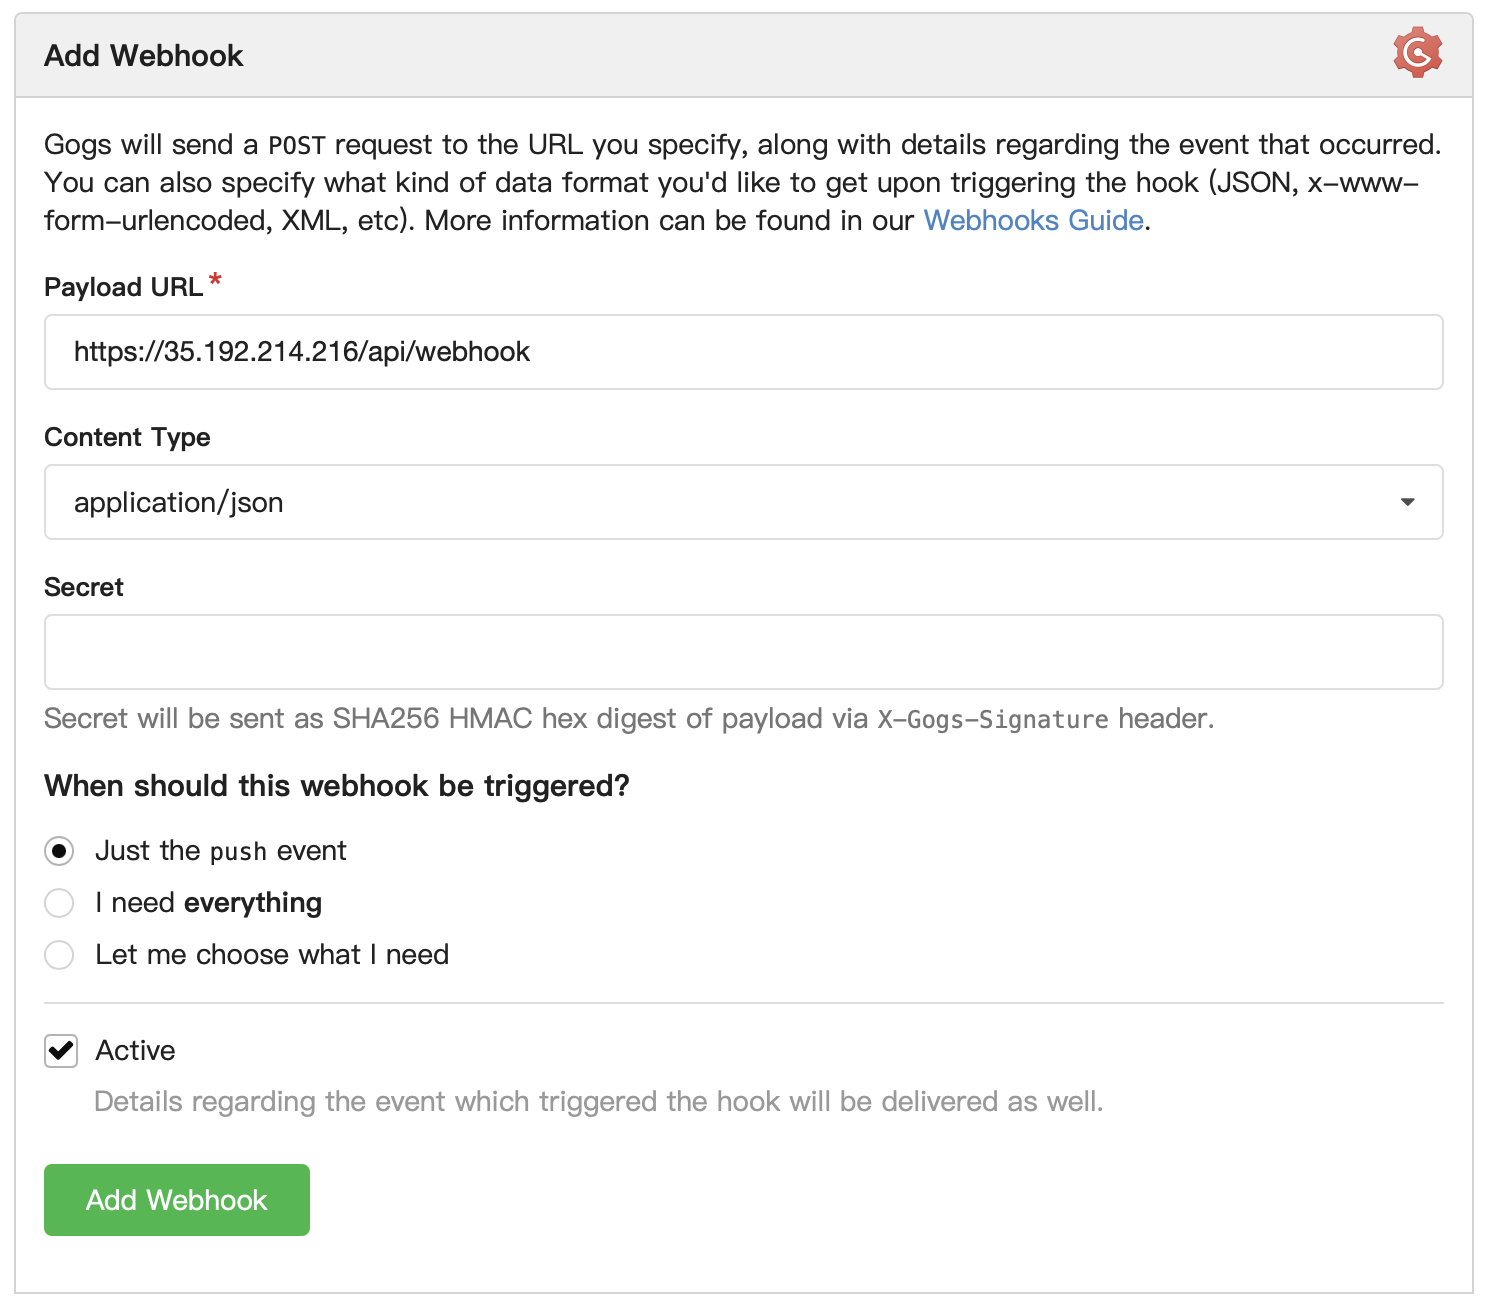 Add Webhook
Gogs will send a POST request to the URL you specify, along with details regarding the event that occurred.
You can also specify what kind of data format you'd like to get upon triggering the hook (JSON, x-www-
form-urlencoded, XML, etc). More information can be found in our Webhooks Guide.
Payload URL *
https://35.192.214.216/api/webhook
Content Type
application/json
Secret
Secret will be sent as SHA256 HMAC hex digest of payload via X-Gogs-Signature header.
When should this webhook be triggered?
Just the push event
I need everything
Let me choose what I need
Active
Details regarding the event which triggered the hook will be delivered as well.
Add Webhook